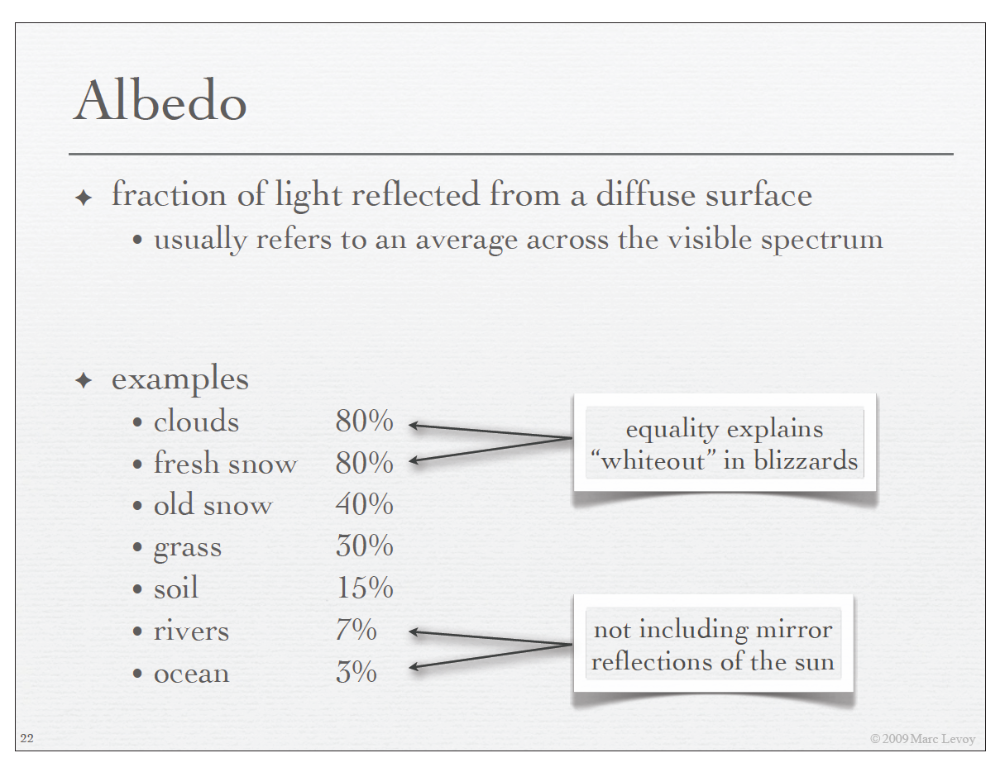 Albedo
✦ fraction of light reflected from a diffuse surface
• usually refers to an average across the visible spectrum
✦ examples
• clouds 80%
• fresh snow 80%
• old snow 40%
• grass 30%
• soil 15%
• rivers 7%
• ocean 3%
equality explains
“whiteout” in blizzards
not including mirror
reflections of the sun
22
© 2009 Marc Levoy